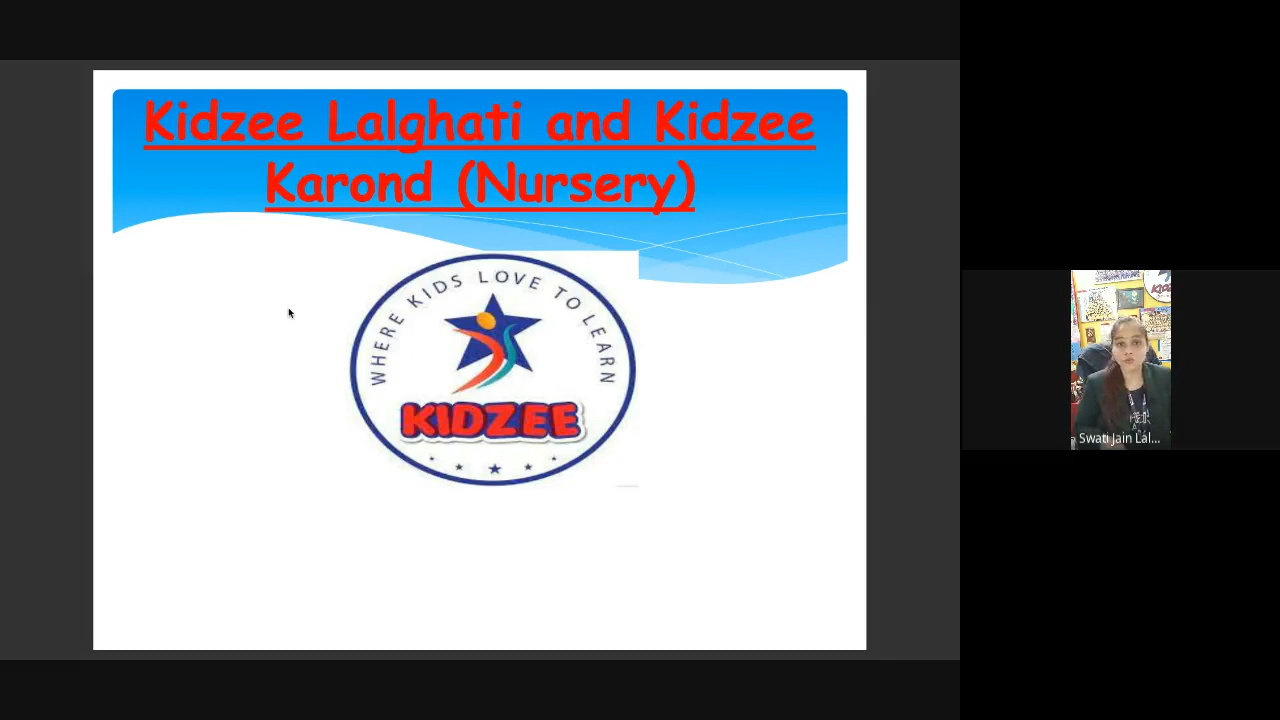 Kidzee Lalghati and Kidzee
Karond (Nursery)
WHERE KIDS LOVE TO LEARN
KIDZEE
Swati Jain Lal...